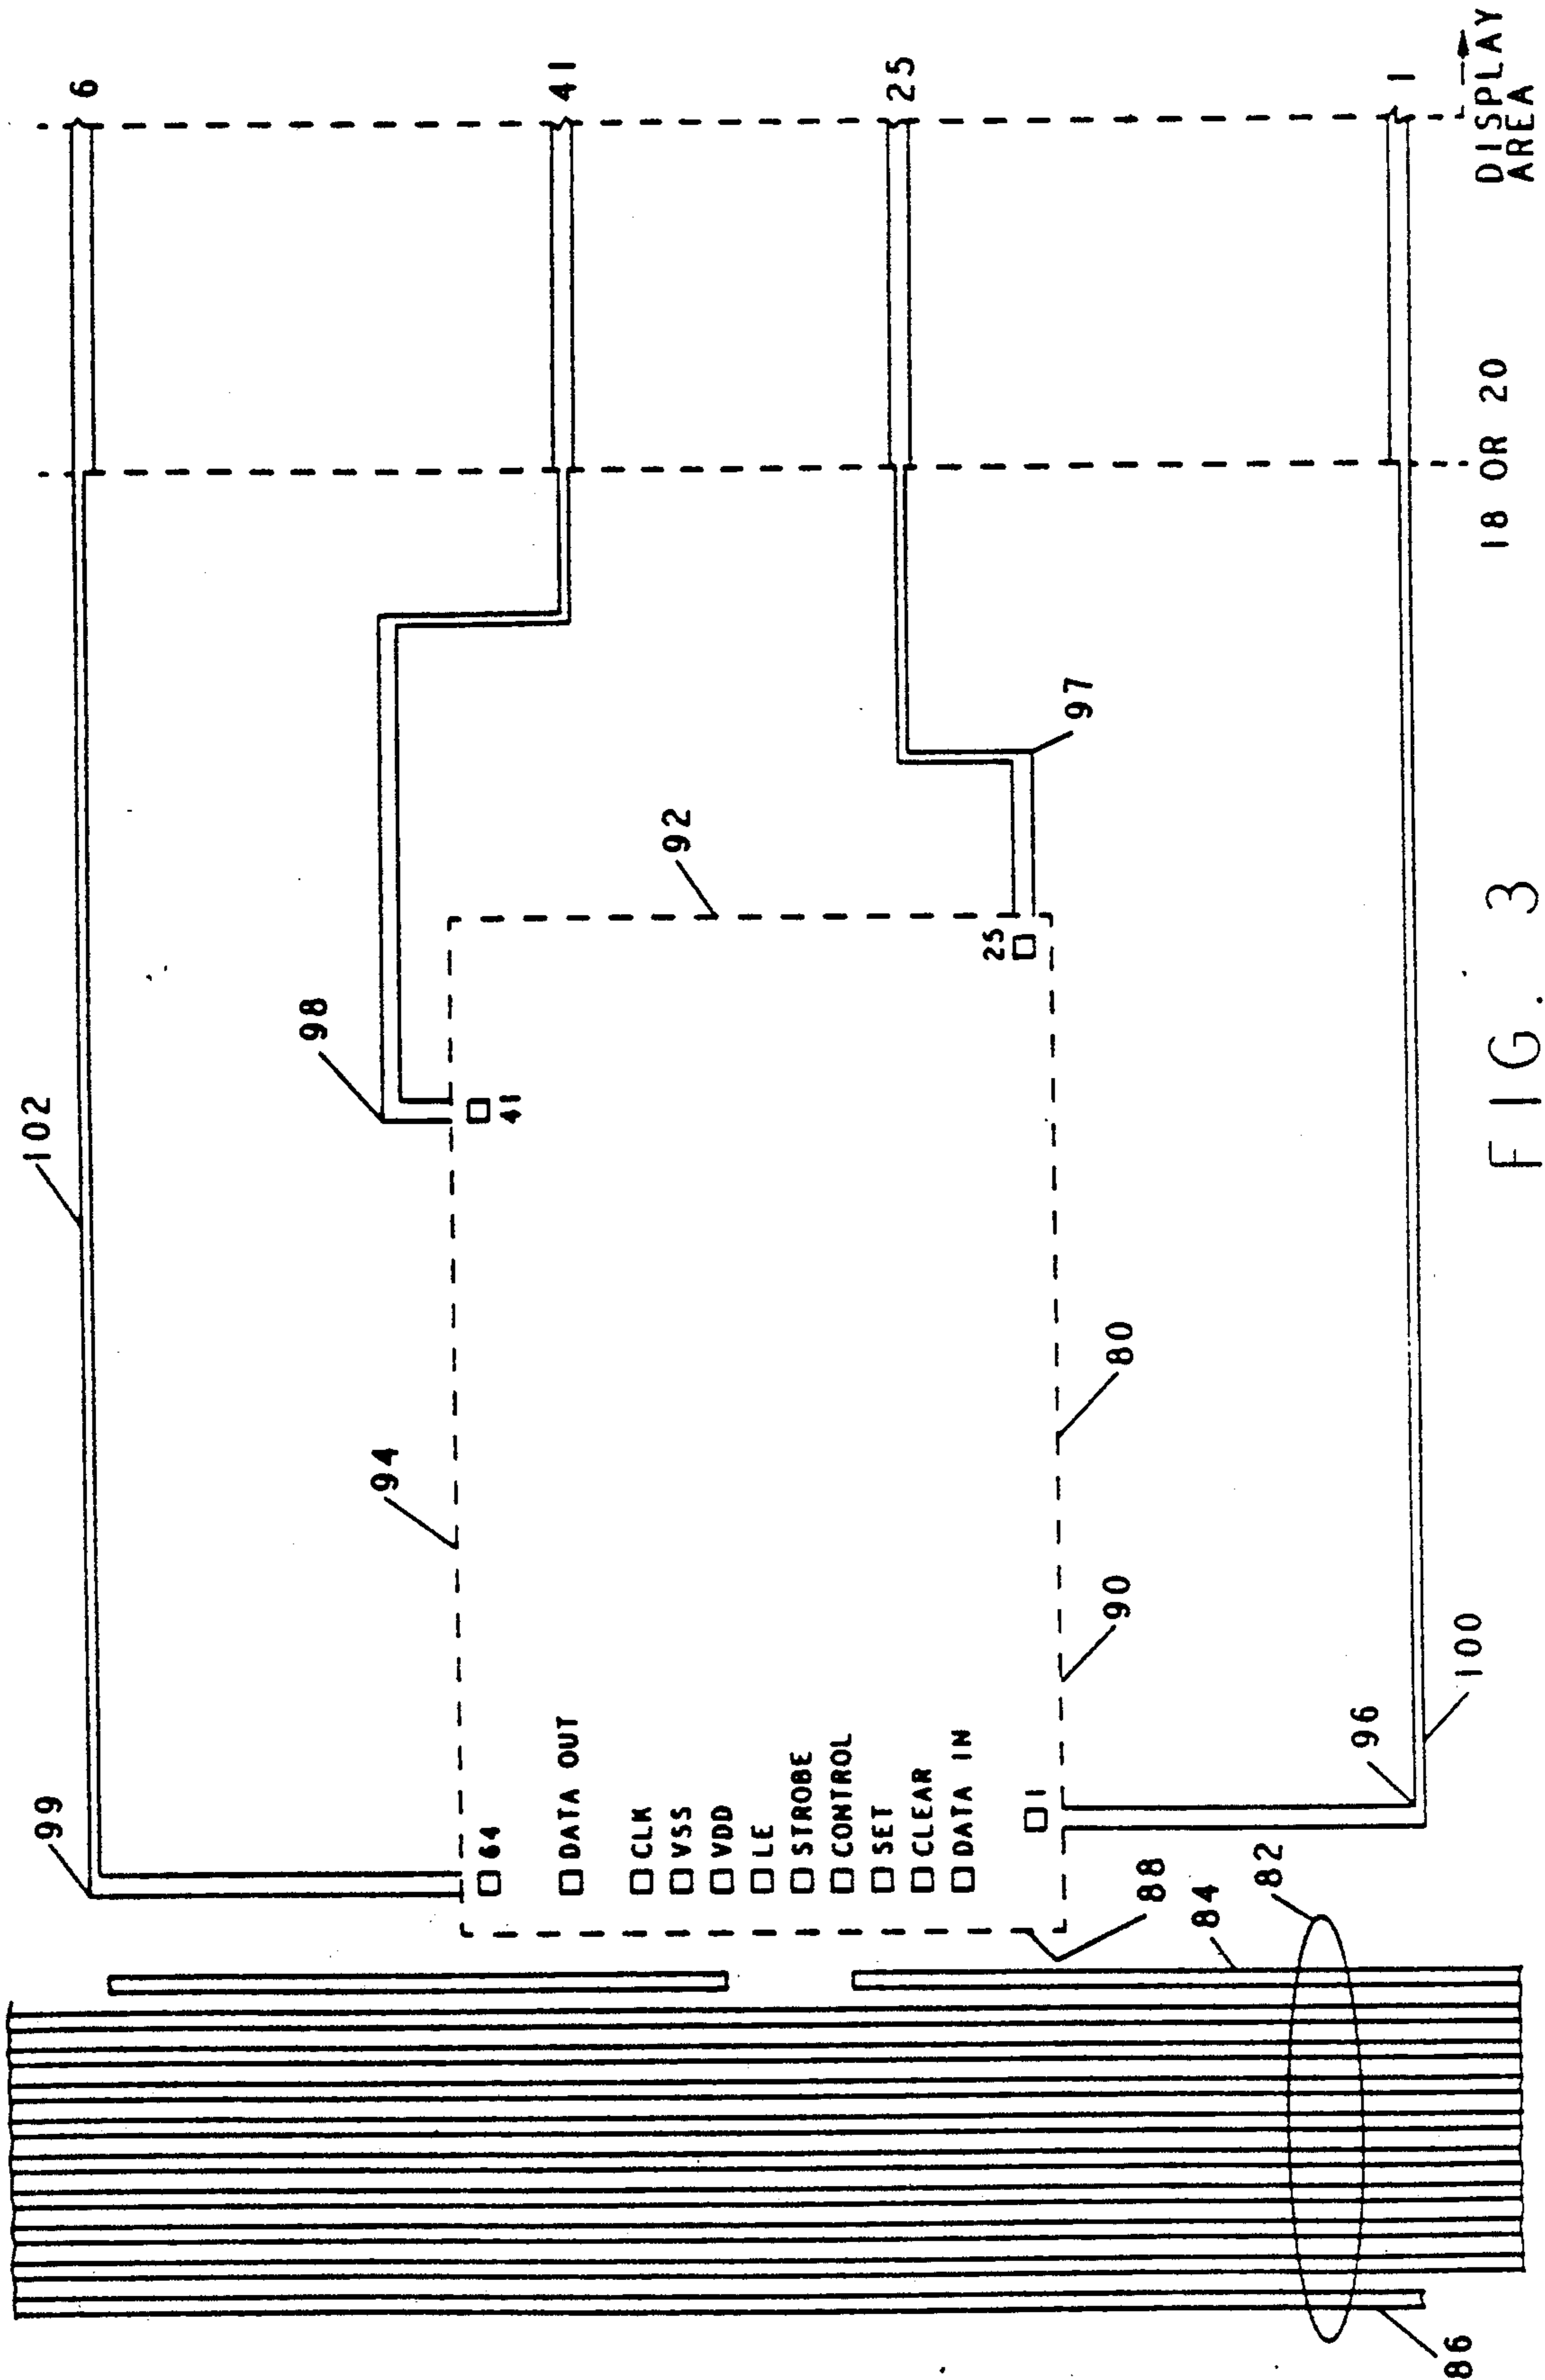 102
6
99
98
41
94
92
25
64
DATA OUT
CLK
VSS
VDD
LE
STROBE
CONTROL
SET
CLEAR
DATA IN
1
41
25
97
88
90
80
84
82
96
100
86
1
18 OR 20
DISPLAY
AREA
FIG. 3